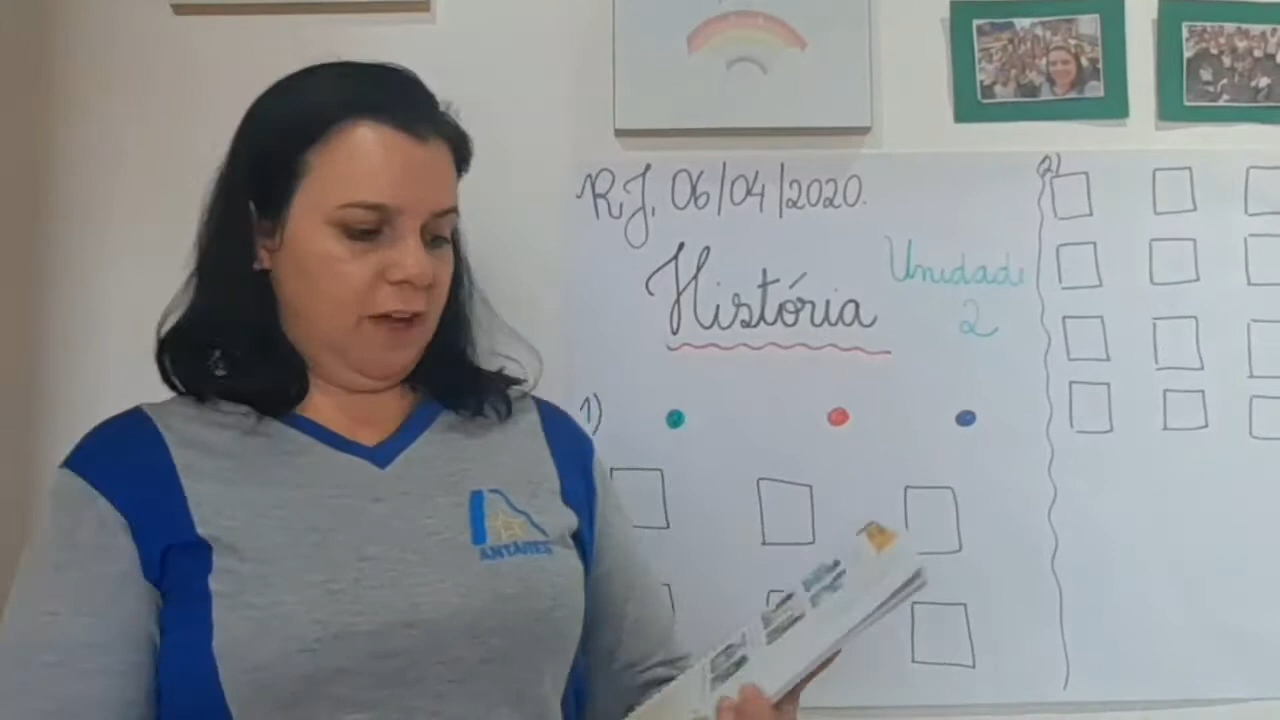 RJ, 06/04/2020.
História
Unidade
2
1)
2)
ANTARES